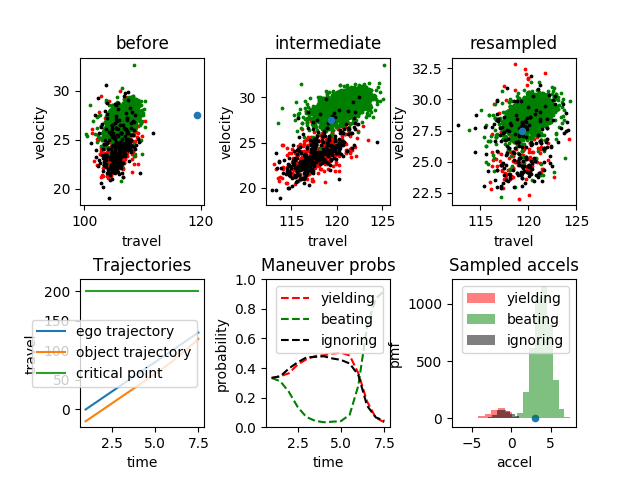 before
intermediate
resampled
velocity
30
25
20
100
120
travel
velocity
30
25
20
115
120
125
travel
velocity
32.5
30.0
27.5
25.0
22.5
115
120
125
travel
Trajectories
Maneuver probs
Sampled accels
travel
200
150
100
50
0
ego trajectory
object trajectory
critical point
2.5
5.0
7.5
time
probability
1.0
0.8
0.6
0.4
0.2
0.0
yielding
beating
ignoring
2.5
5.0
7.5
time
pmf
1000
500
0
yielding
beating
ignoring
−5
0
5
accel